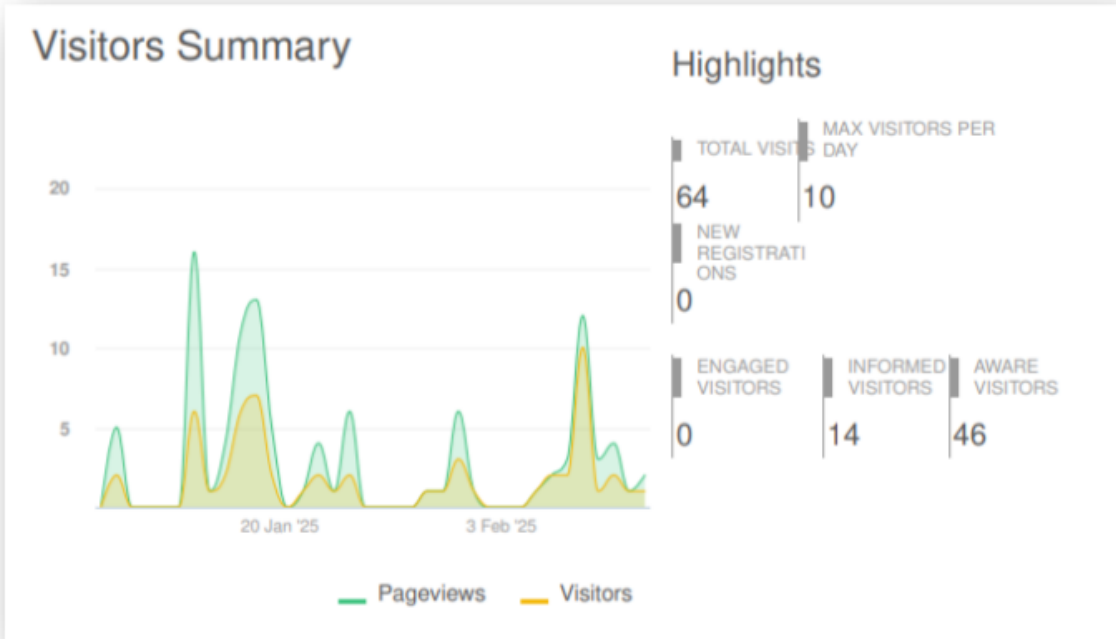 Visitors Summary
Highlights
TOTAL VISITS
MAX VISITORS PER
DAY
64
10
NEW
REGISTRATI
ONS
0
ENGAGED
VISITORS
0
INFORMED
VISITORS
14
AWARE
VISITORS
46
20
15
10
5
20 Jan '25
3 Feb '25
Pageviews
Visitors